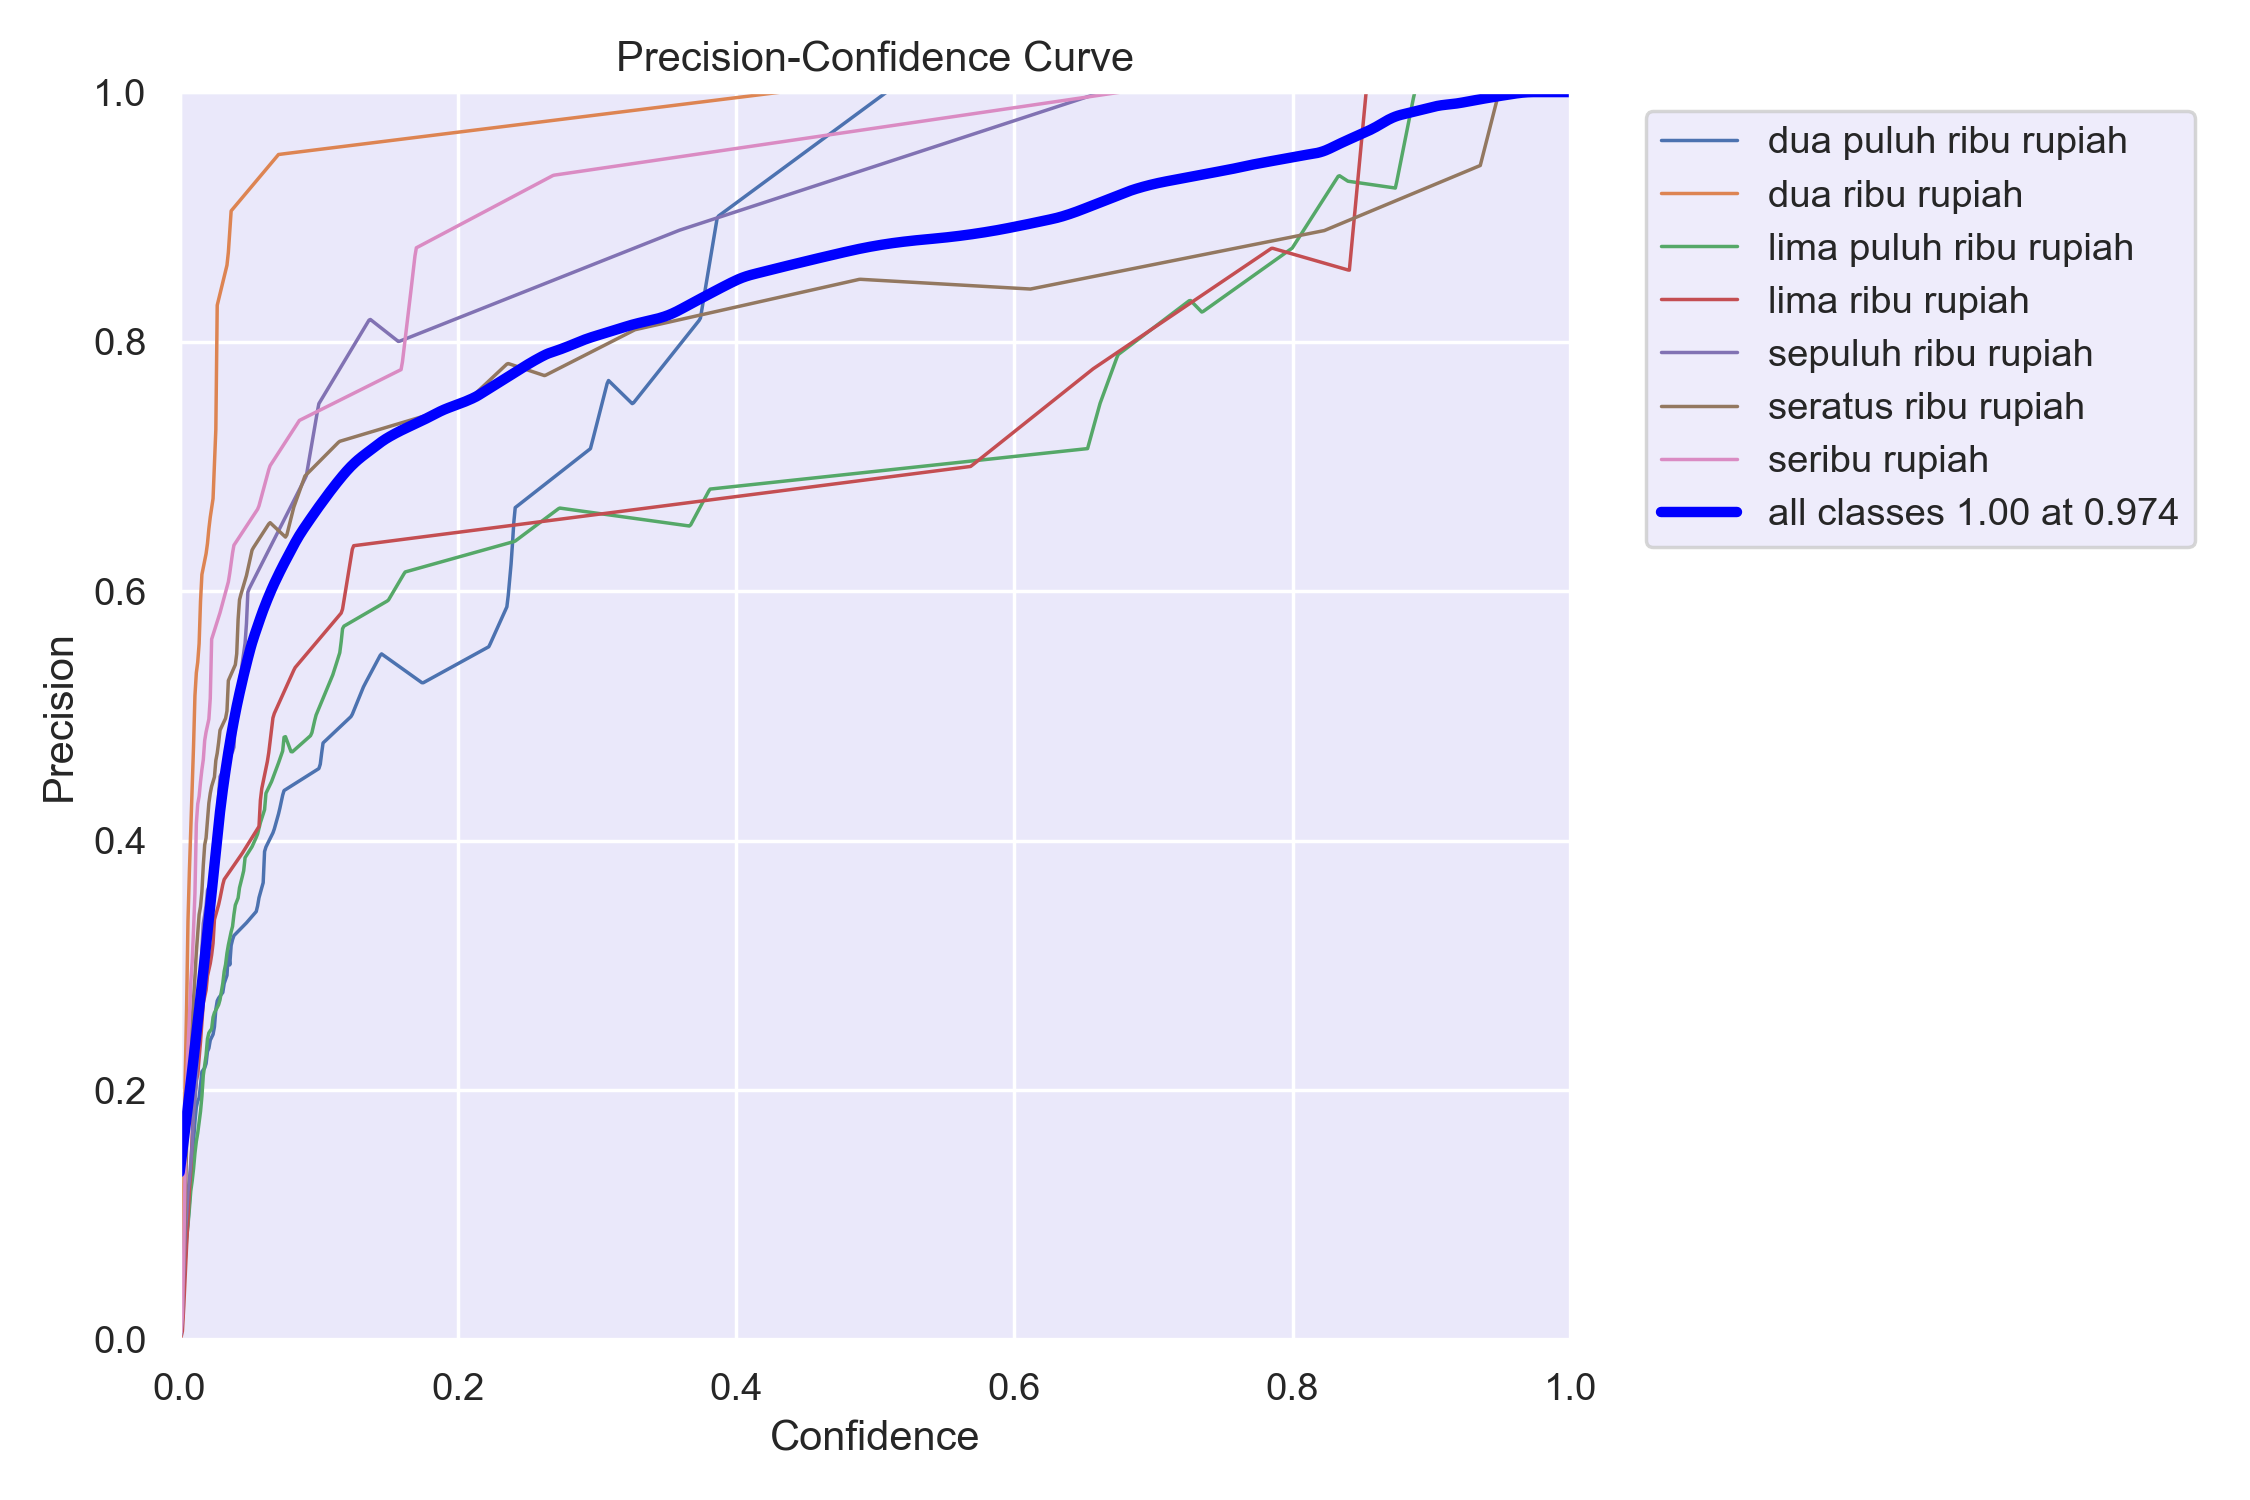 Precision-Confidence Curve
1.0
0.8
0.6
0.4
0.2
0.0
Precision
0.0 0.2 0.4 0.6 0.8 1.0
Confidence
dua puluh ribu rupiah
dua ribu rupiah
lima puluh ribu rupiah
lima ribu rupiah
sepuluh ribu rupiah
seratus ribu rupiah
seribu rupiah
all classes 1.00 at 0.974